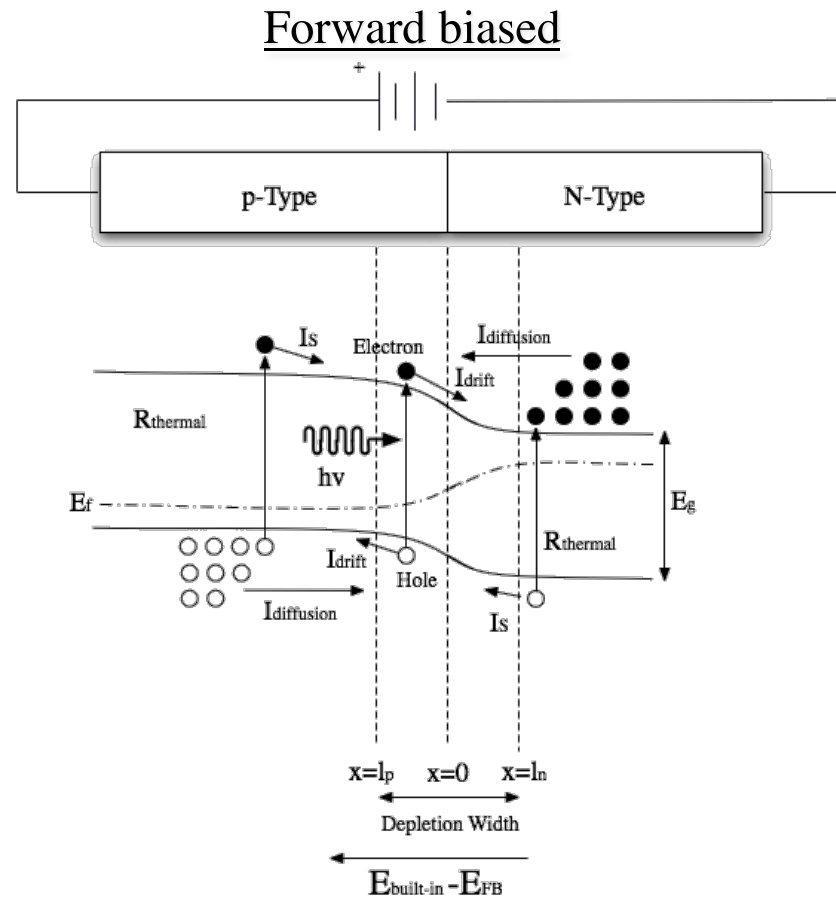 Forward biased
+
p-Type
N-Type
Is
Electron
Idiffusion
Idrift
Rthermal
hv
Ef
Eg
Rthermal
Idrift
Hole
Idiffusion
Is
x=lp
x=0
x=ln
Depletion Width
Ebuilt-in -EFB